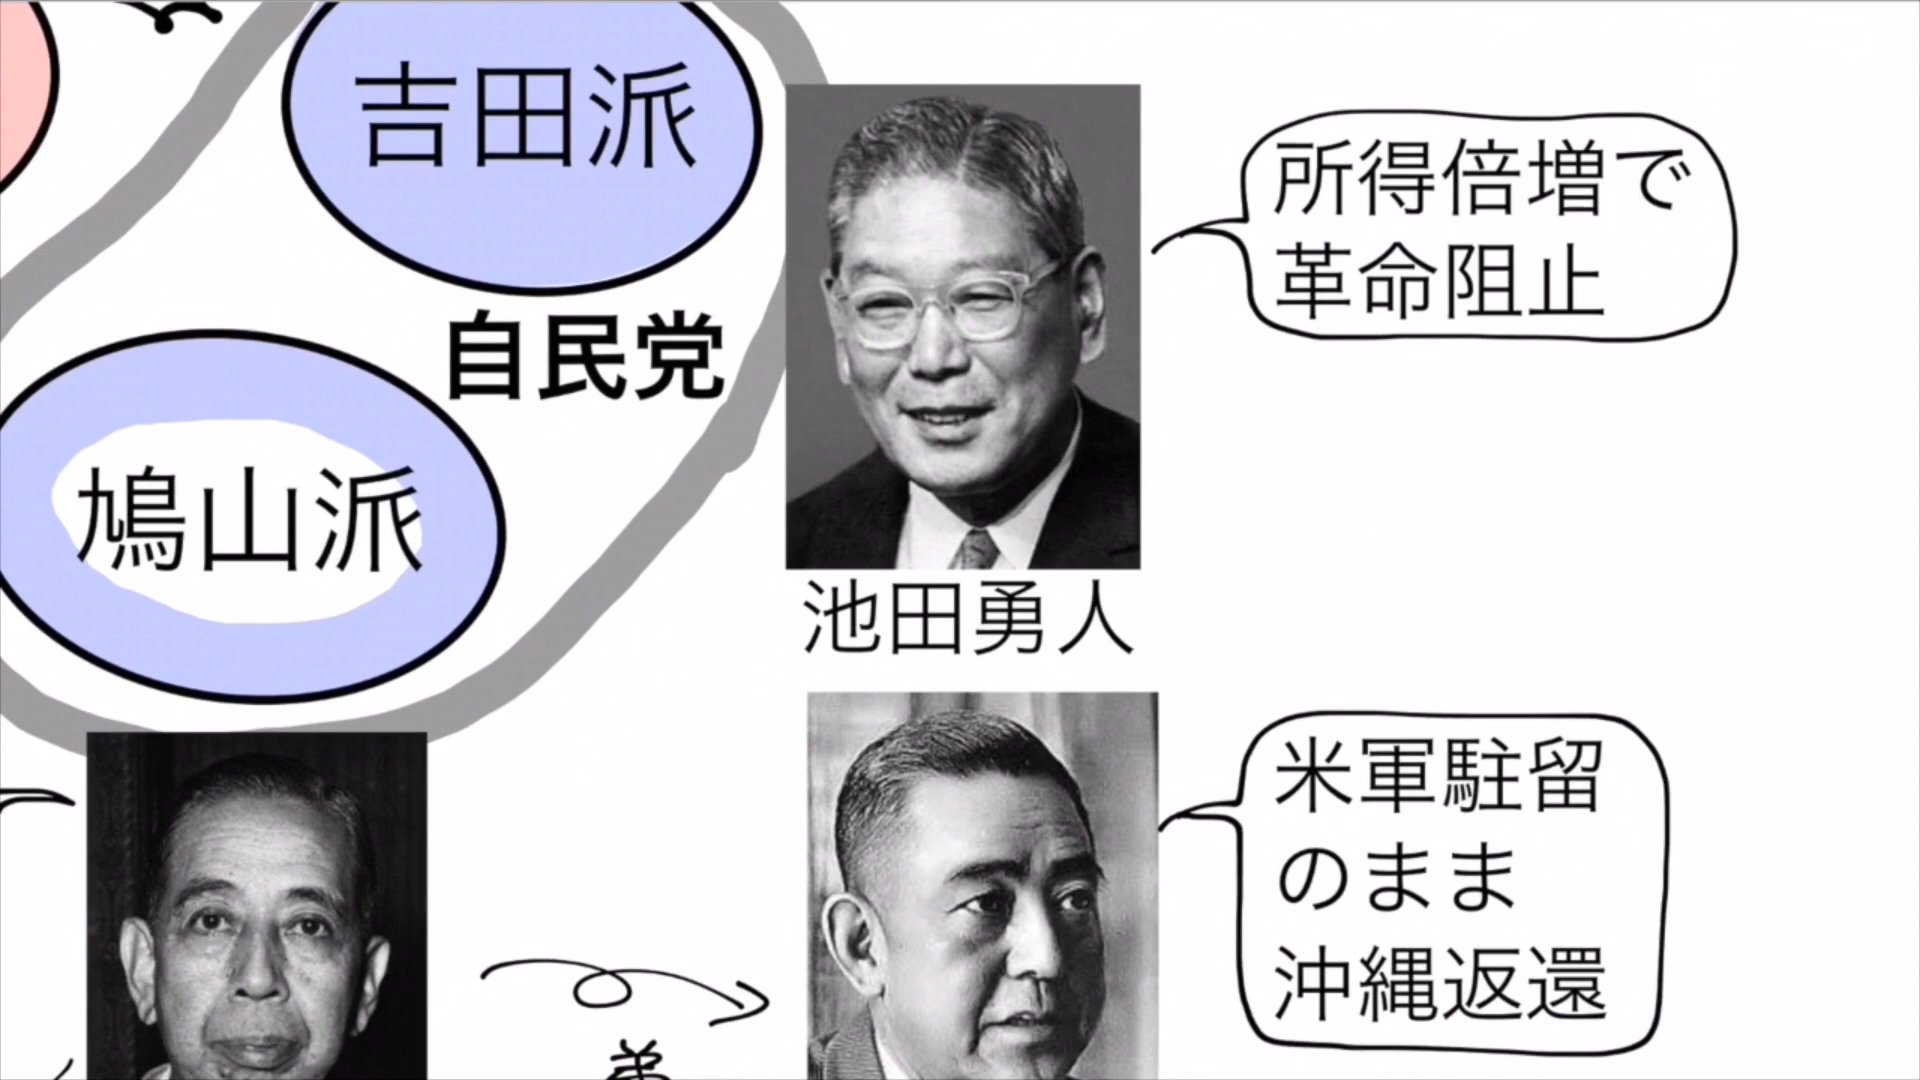 吉田派
所得倍増で
革命阻止
自民党
鳩山派
池田勇人
米軍駐留
のまま
沖縄返還
弟